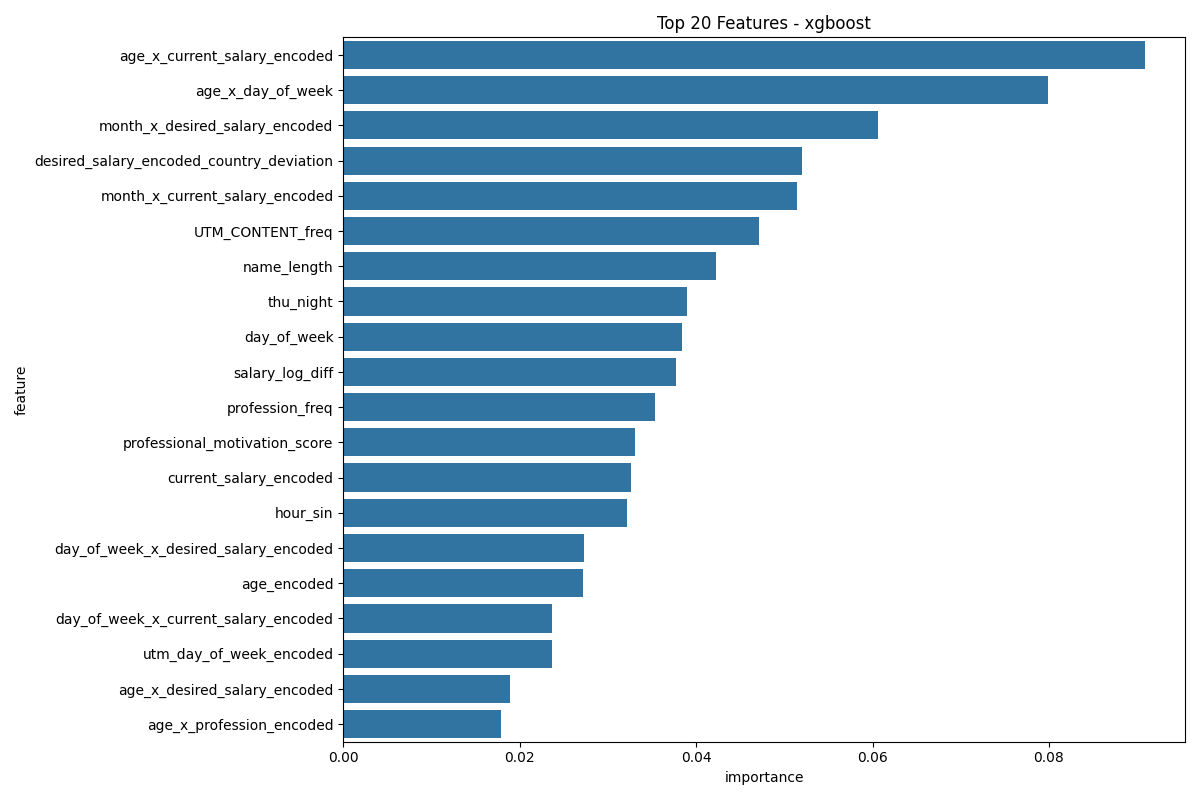 Top 20 Features - xgboost
age_x_current_salary_encoded
age_x_day_of_week
month_x_desired_salary_encoded
desired_salary_encoded_country_deviation
month_x_current_salary_encoded
UTM_CONTENT_freq
name_length
thu_night
day_of_week
salary_log_diff
profession_freq
professional_motivation_score
current_salary_encoded
hour_sin
day_of_week_x_desired_salary_encoded
age_encoded
day_of_week_x_current_salary_encoded
utm_day_of_week_encoded
age_x_desired_salary_encoded
age_x_profession_encoded
feature
0.00 0.02 0.04 0.06 0.08
importance